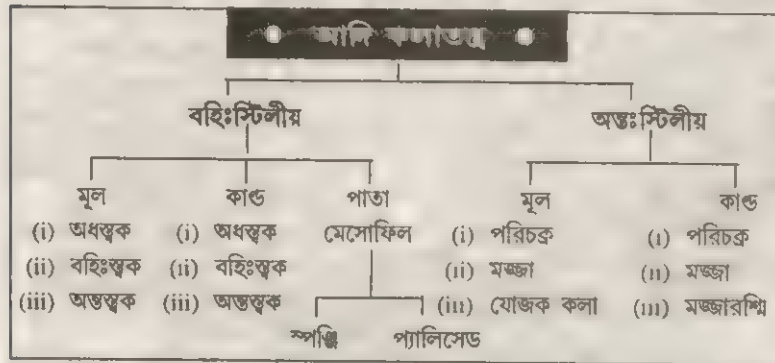 আদি কলাতন্ত্র
বহিঃস্টিলীয় অন্তঃস্টিলীয়
মূল কাণ্ড পাতা মূল কাণ্ড
(i) অধস্ত্বক (i) অধস্ত্বক মেসোফিল (i) পরিচক্র (i) পরিচক্র
(ii) বহিঃস্ত্বক (ii) বহিঃস্ত্বক (ii) মজ্জা (ii) মজ্জা
(iii) অন্তস্ত্বক (iii) অন্তস্ত্বক (iii) যোজক কলা (iii) মজ্জারশ্মি
স্পঞ্জি প্যালিসেড